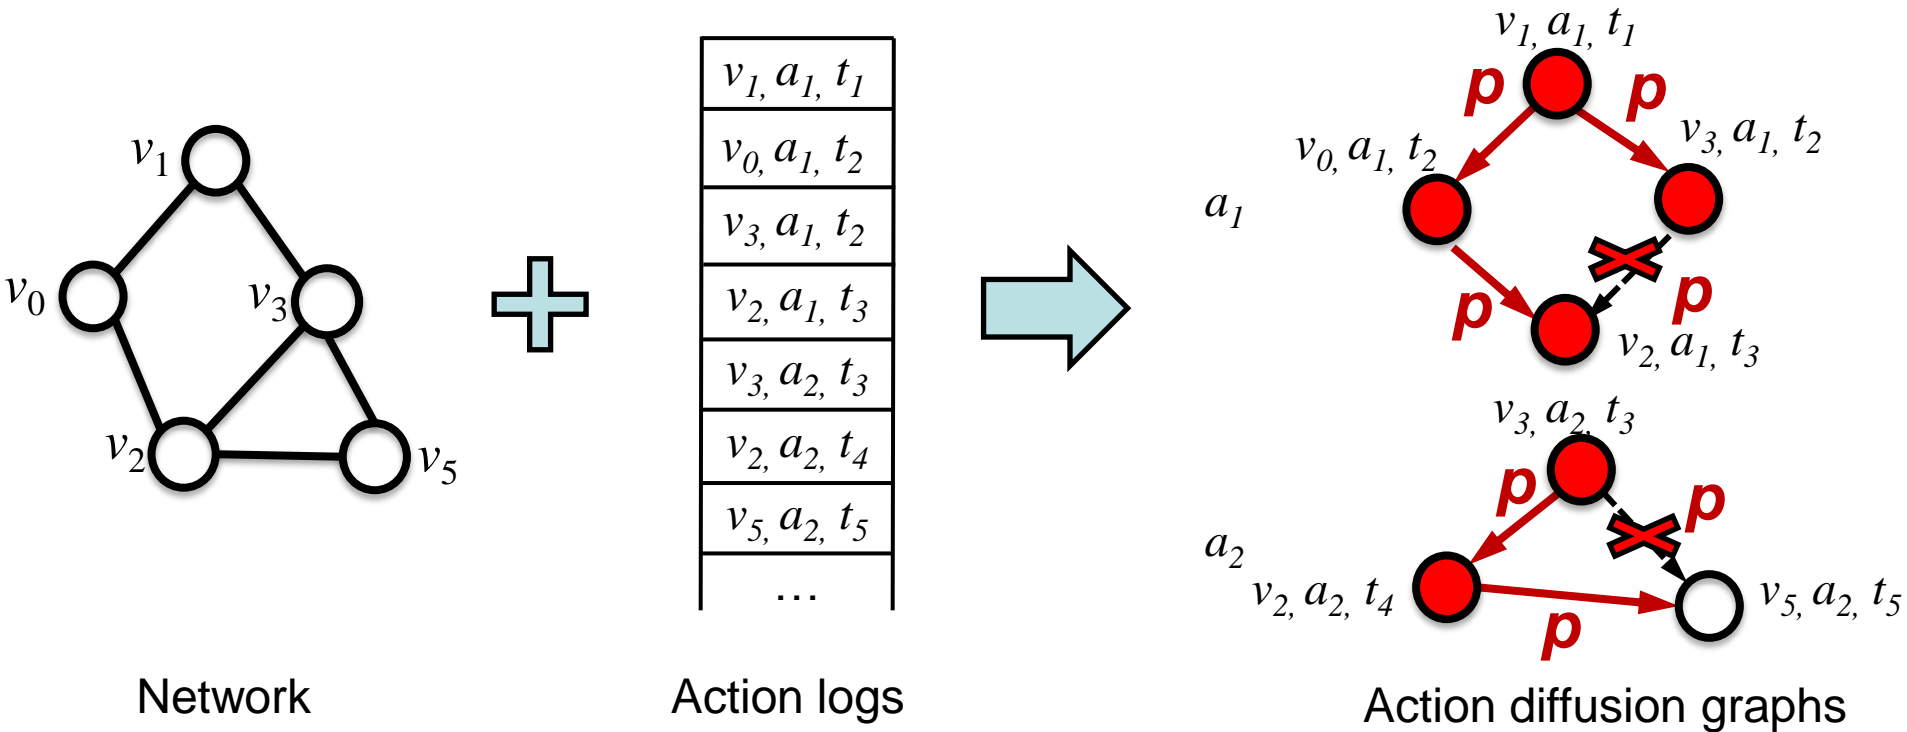 v1
v0
v3
v2
v5
Network
v1, a1, t1
v0, a1, t2
v3, a1, t2
v2, a1, t3
v3, a2, t3
v2, a2, t4
v5, a2, t5
...
Action logs
v1, a1, t1
p
p
v0, a1, t2
v3, a1, t2
a1
p
p
v2, a1, t3
v3, a2, t3
p
p
a2
v2, a2, t4
v5, a2, t5
p
Action diffusion graphs